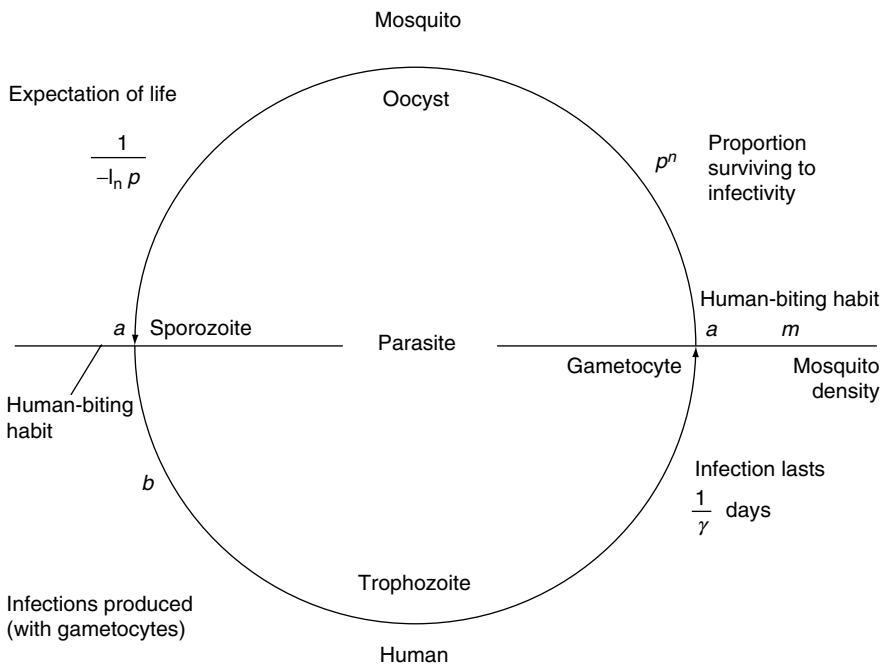 Mosquito
Expectation of life
1
−lₙ p
Oocyst
pⁿ
Proportion
surviving to
infectivity
Human-biting habit
a
Sporozoite
Parasite
a
m
Gametocyte
Mosquito
density
Human-biting
habit
b
Infection lasts
1
γ
days
Trophozoite
Infections produced
(with gametocytes)
Human